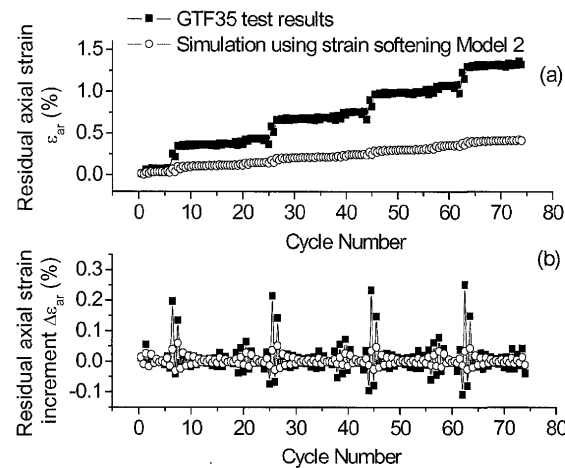 GTF35 test results
Simulation using strain softening Model 2
(a)
Residual axial strain
εar (%)
1.5
1.0
0.5
0.0
0 10 20 30 40 50 60 70 80
Cycle Number
(b)
Residual axial strain
increment Δεar (%)
0.3
0.2
0.1
0.0
-0.1
0 10 20 30 40 50 60 70 80
Cycle Number